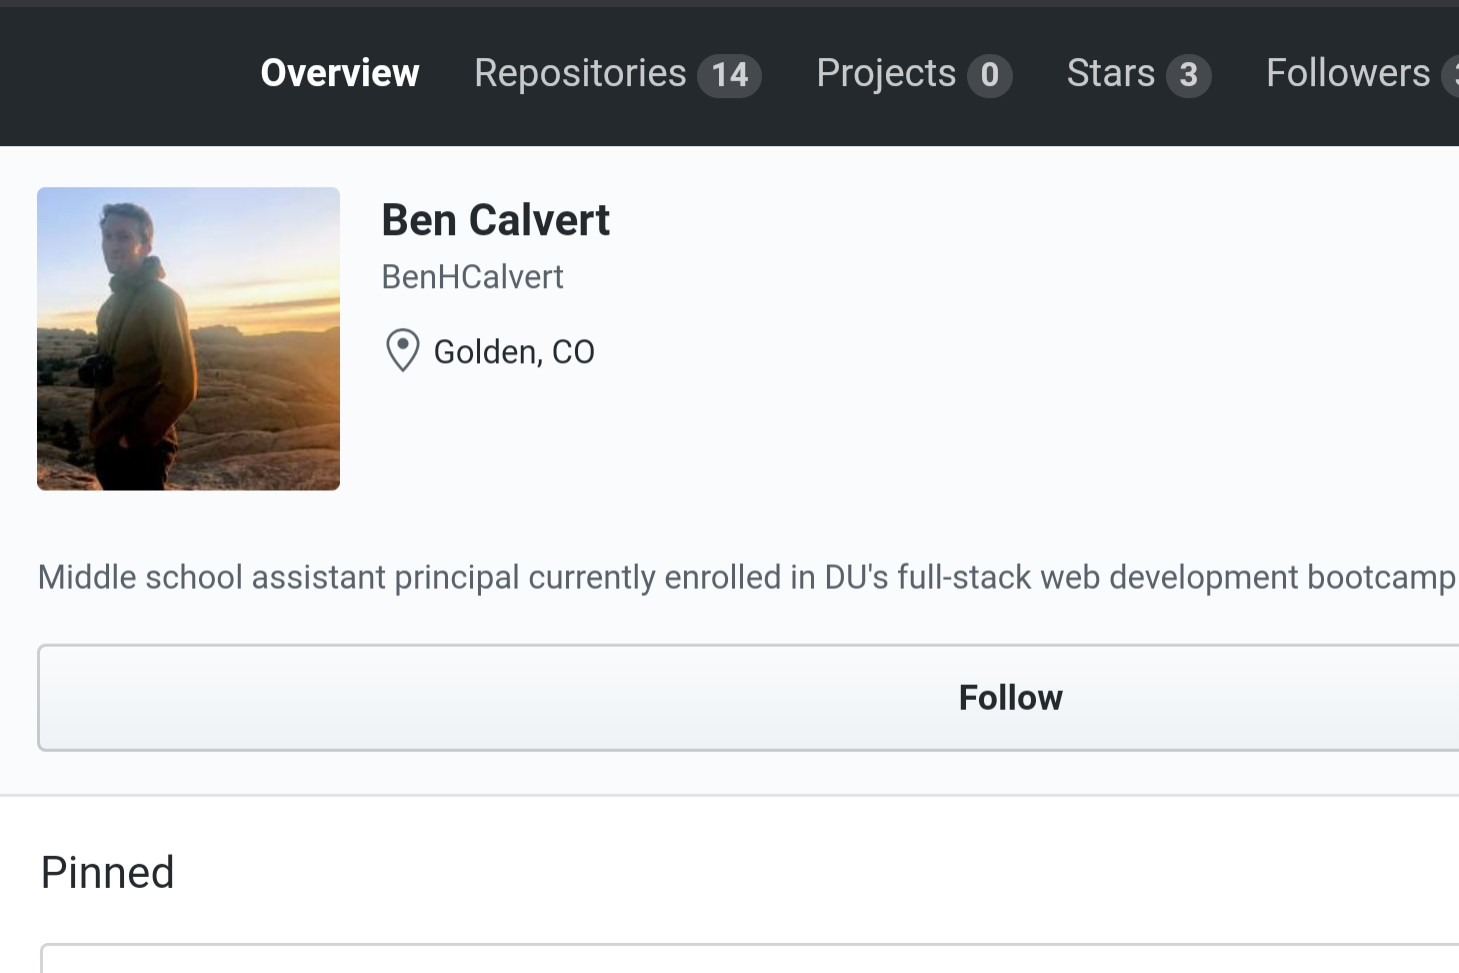 Overview Repositories 14 Projects 0 Stars 3 Followers
Ben Calvert
BenHCalvert
Golden, CO
Middle school assistant principal currently enrolled in DU's full-stack web development bootcamp
Follow
Pinned